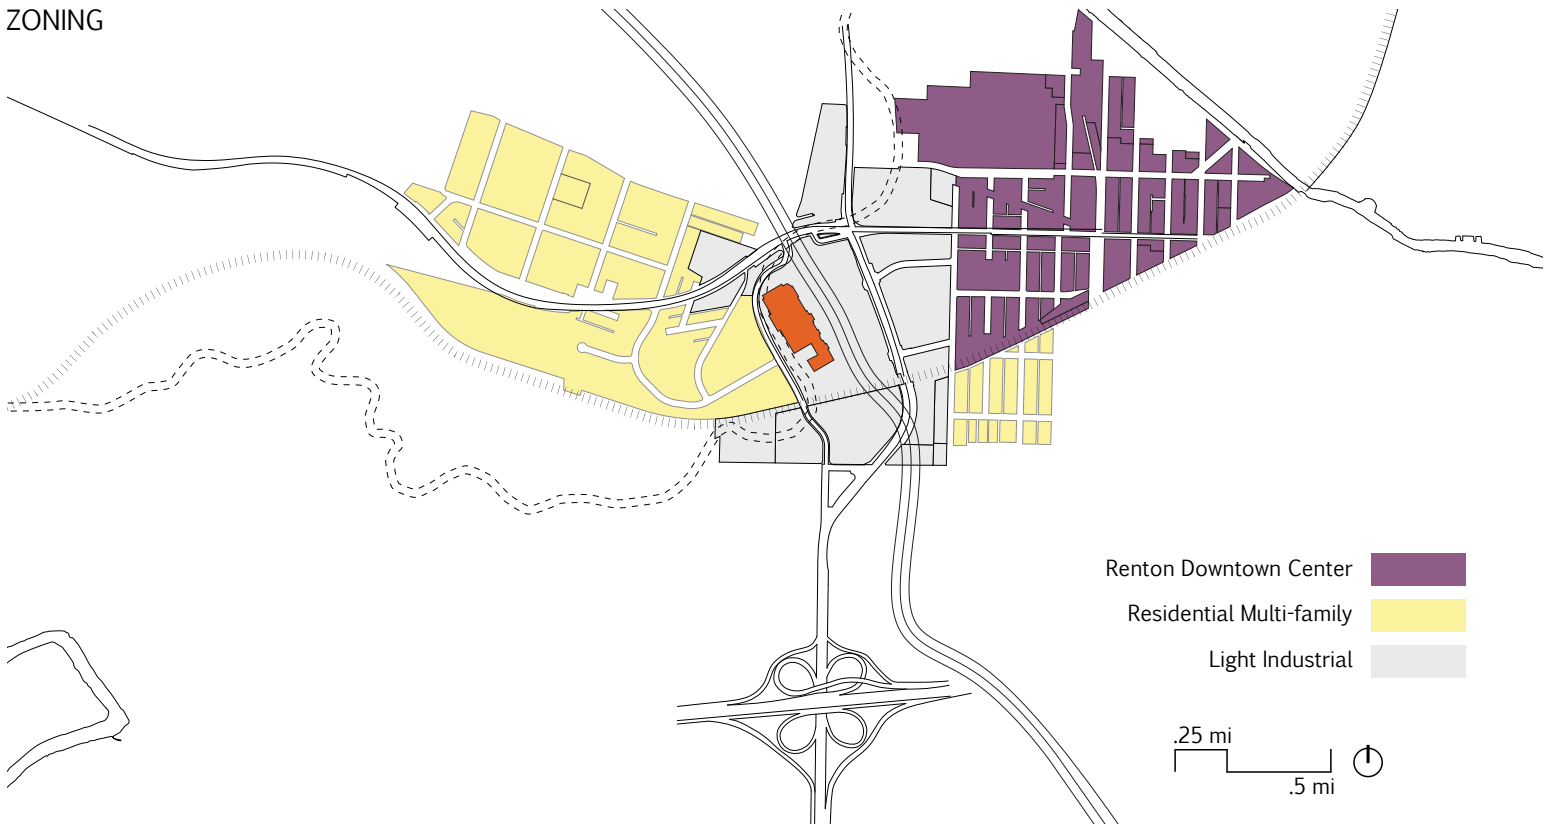 ZONING
Renton Downtown Center
Residential Multi-family
Light Industrial
.25 mi
.5 mi